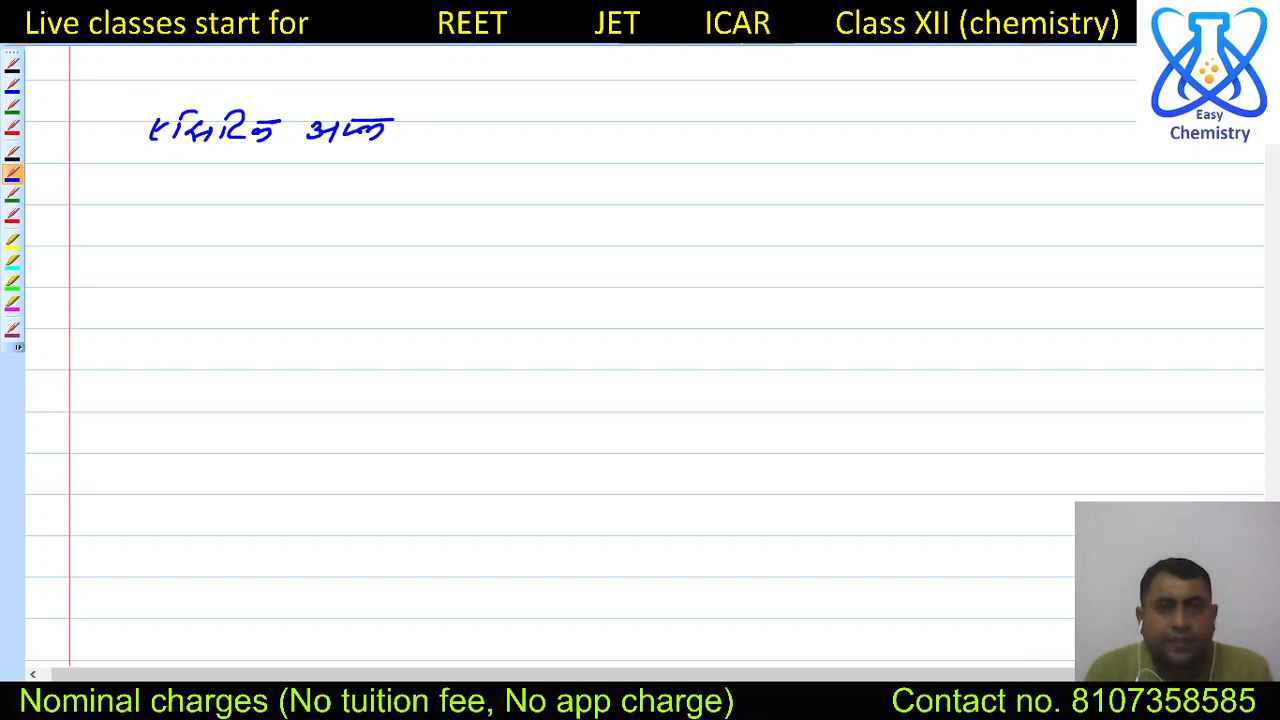 Live classes start for REET JET ICAR Class XII (chemistry)
Easy
Chemistry
अम्ल
Nominal charges (No tuition fee, No app charge) Contact no. 8107358585